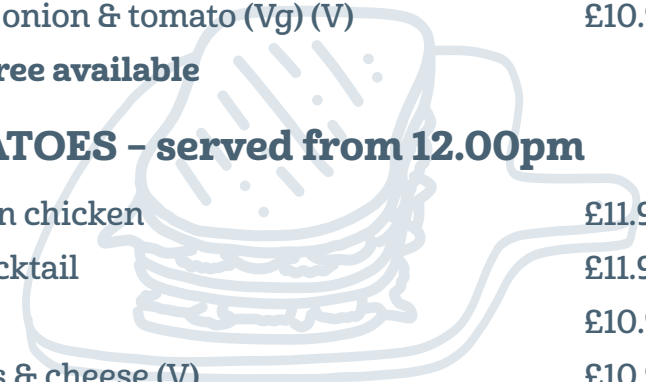 onion & tomato (Vg) (V) £10.
ree available
ATOES – served from 12.00pm
n chicken £11.9
cktail £11.9
£10.
s & cheese (V) £10.